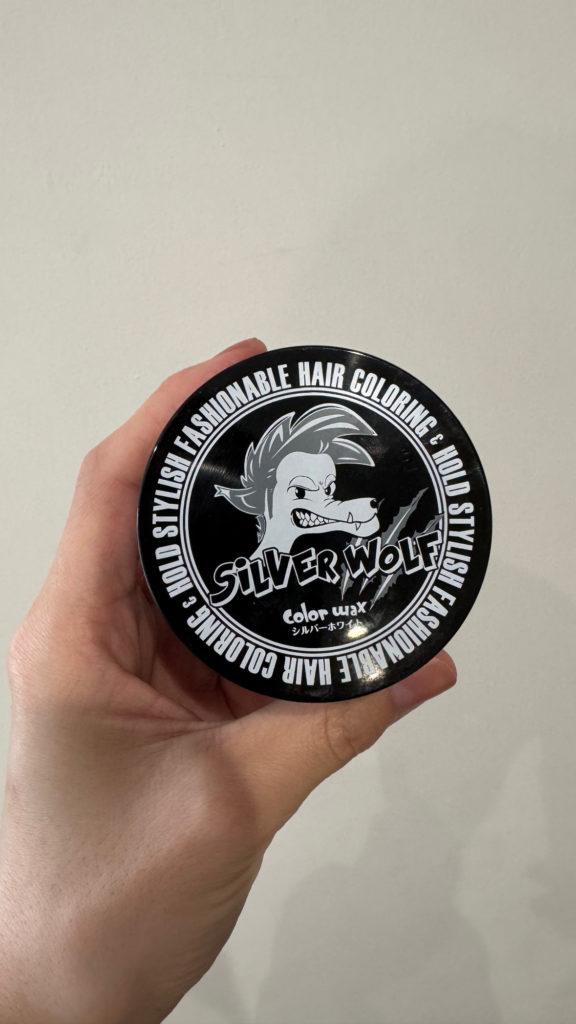 STYLISH FASHIONABLE HAIR COLORING & HOLD STYLISH FASHIONABLE HAIR COLORING & HOLD
SiLVER WOLF
Color wax
シルバーホワイト